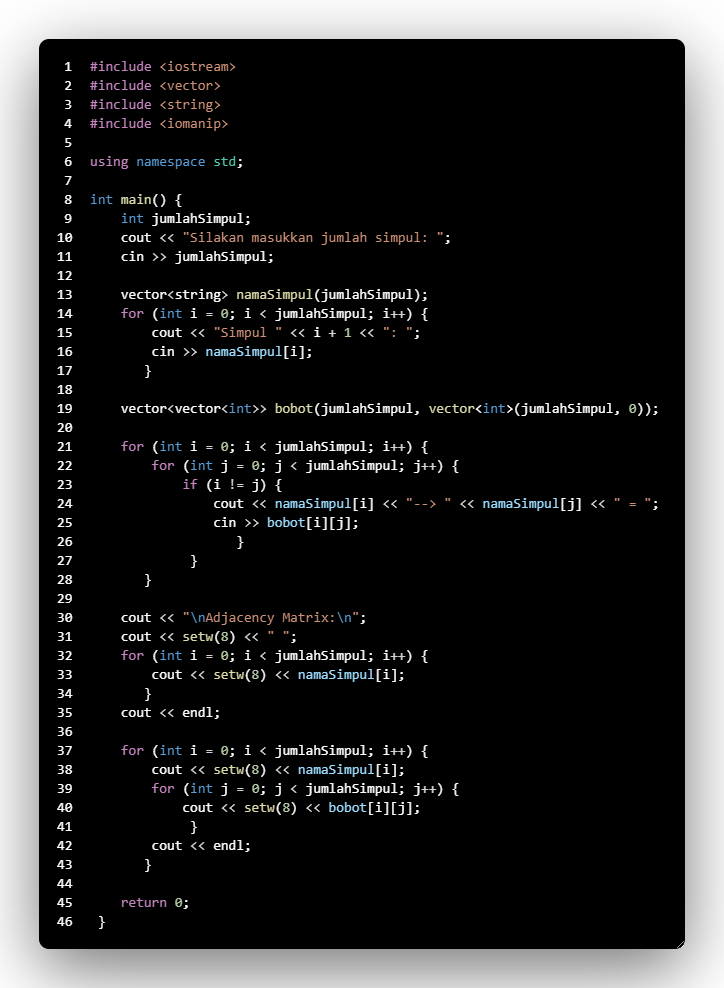 1 #include <iostream>
2 #include <vector>
3 #include <string>
4 #include <iomanip>
5
6 using namespace std;
7
8 int main() {
9     int jumlahSimpul;
10     cout << "Silakan masukkan jumlah simpul: ";
11     cin >> jumlahSimpul;
12
13     vector<string> namaSimpul(jumlahSimpul);
14     for (int i = 0; i < jumlahSimpul; i++) {
15         cout << "Simpul " << i + 1 << ": ";
16         cin >> namaSimpul[i];
17        }
18
19     vector<vector<int>> bobot(jumlahSimpul, vector<int>(jumlahSimpul, 0));
20
21     for (int i = 0; i < jumlahSimpul; i++) {
22         for (int j = 0; j < jumlahSimpul; j++) {
23             if (i != j) {
24                 cout << namaSimpul[i] << "--> " << namaSimpul[j] << " = ";
25                 cin >> bobot[i][j];
26                    }
27              }
28        }
29
30     cout << "\nAdjacency Matrix:\n";
31     cout << setw(8) << " ";
32     for (int i = 0; i < jumlahSimpul; i++) {
33         cout << setw(8) << namaSimpul[i];
34        }
35     cout << endl;
36
37     for (int i = 0; i < jumlahSimpul; i++) {
38         cout << setw(8) << namaSimpul[i];
39         for (int j = 0; j < jumlahSimpul; j++) {
40             cout << setw(8) << bobot[i][j];
41              }
42         cout << endl;
43        }
44
45     return 0;
46  }